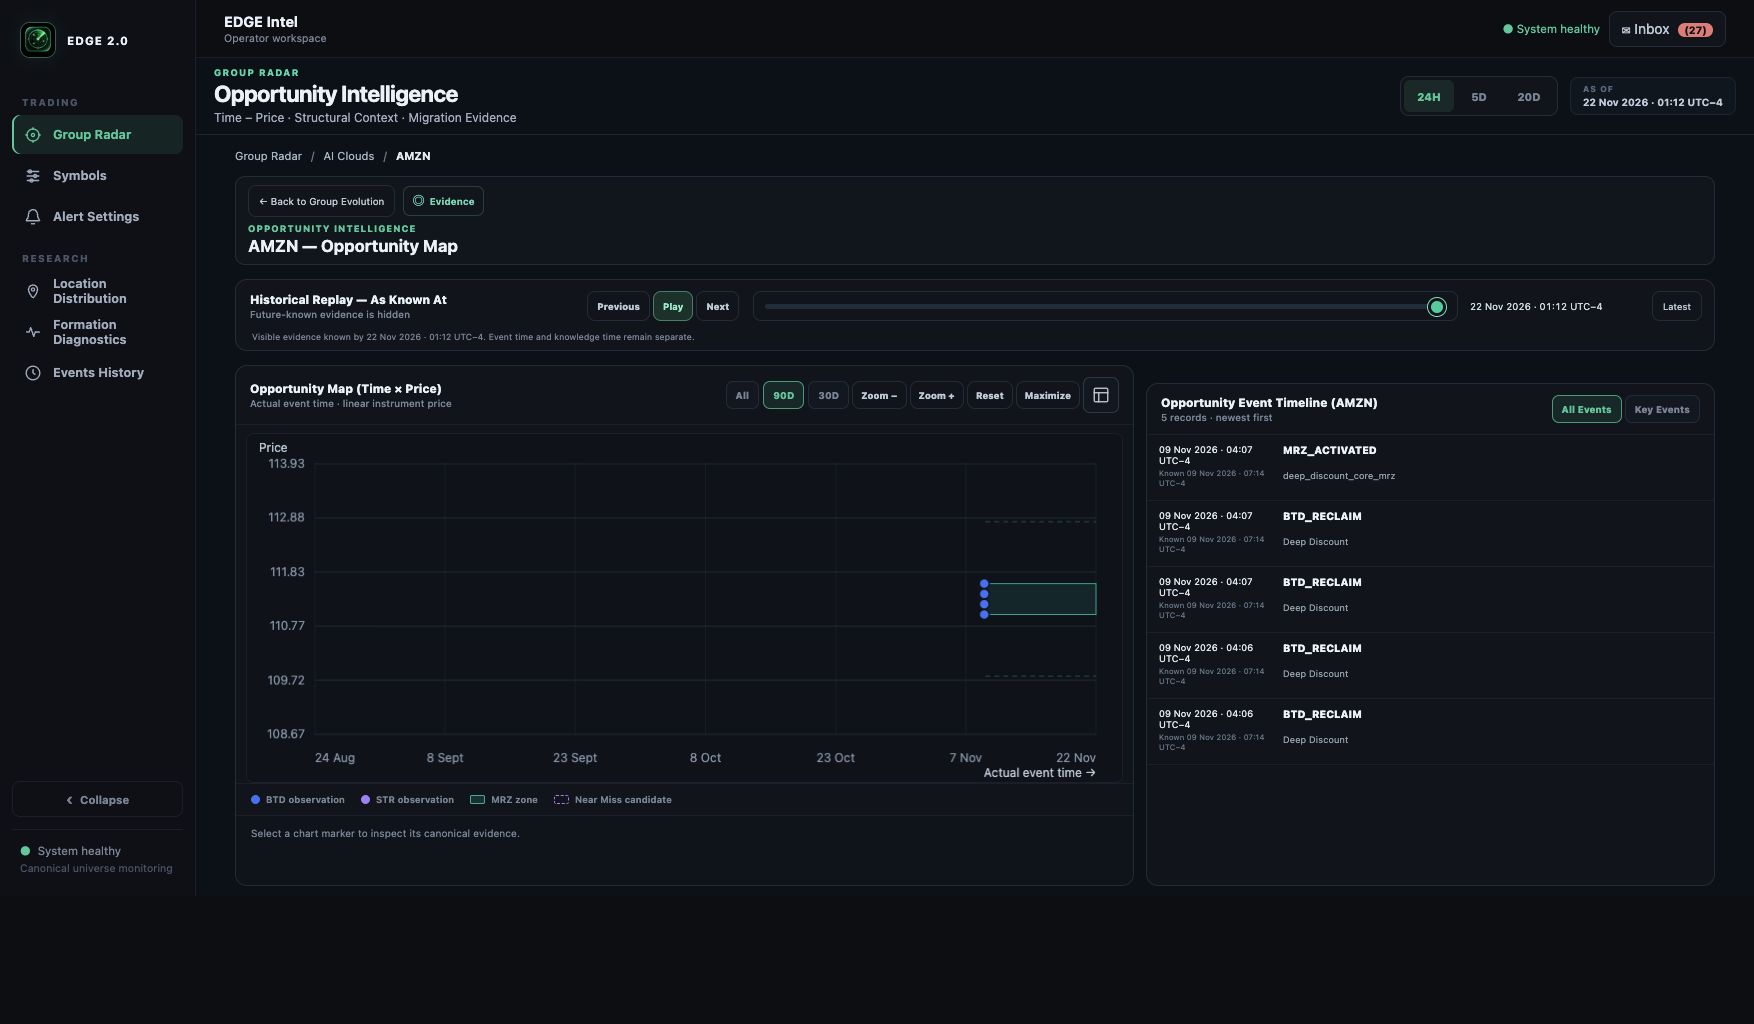 EDGE 2.0
TRADING
Group Radar
Symbols
Alert Settings
RESEARCH
Location
Distribution
Formation
Diagnostics
Events History
‹ Collapse
System healthy
Canonical universe monitoring
EDGE Intel
Operator workspace
System healthy
✉ Inbox (27)
GROUP RADAR
Opportunity Intelligence
Time – Price · Structural Context · Migration Evidence
24H 5D 20D
AS OF
22 Nov 2026 · 01:12 UTC−4
Group Radar / AI Clouds / AMZN
← Back to Group Evolution
Evidence
OPPORTUNITY INTELLIGENCE
AMZN — Opportunity Map
Historical Replay — As Known At
Future-known evidence is hidden
Previous Play Next
22 Nov 2026 · 01:12 UTC−4
Latest
Visible evidence known by 22 Nov 2026 · 01:12 UTC−4. Event time and knowledge time remain separate.
Opportunity Map (Time × Price)
Actual event time · linear instrument price
All 90D 30D Zoom − Zoom + Reset Maximize
Price
113.93
112.88
111.83
110.77
109.72
108.67
24 Aug 8 Sept 23 Sept 8 Oct 23 Oct 7 Nov 22 Nov
Actual event time →
BTD observation STR observation MRZ zone Near Miss candidate
Select a chart marker to inspect its canonical evidence.
Opportunity Event Timeline (AMZN)
5 records · newest first
All Events Key Events
09 Nov 2026 · 04:07
UTC−4
Known 09 Nov 2026 · 07:14
UTC−4
MRZ_ACTIVATED
deep_discount_core_mrz
09 Nov 2026 · 04:07
UTC−4
Known 09 Nov 2026 · 07:14
UTC−4
BTD_RECLAIM
Deep Discount
09 Nov 2026 · 04:07
UTC−4
Known 09 Nov 2026 · 07:14
UTC−4
BTD_RECLAIM
Deep Discount
09 Nov 2026 · 04:06
UTC−4
Known 09 Nov 2026 · 07:14
UTC−4
BTD_RECLAIM
Deep Discount
09 Nov 2026 · 04:06
UTC−4
Known 09 Nov 2026 · 07:14
UTC−4
BTD_RECLAIM
Deep Discount